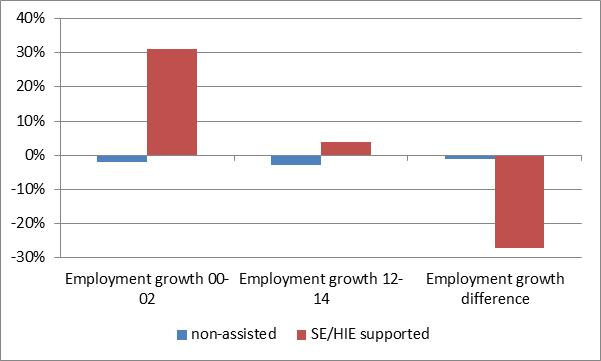 40%
30%
20%
10%
0%
-10%
-20%
-30%
Employment growth 00-
02
Employment growth 12-
14
Employment growth
difference
non-assisted
SE/HIE supported